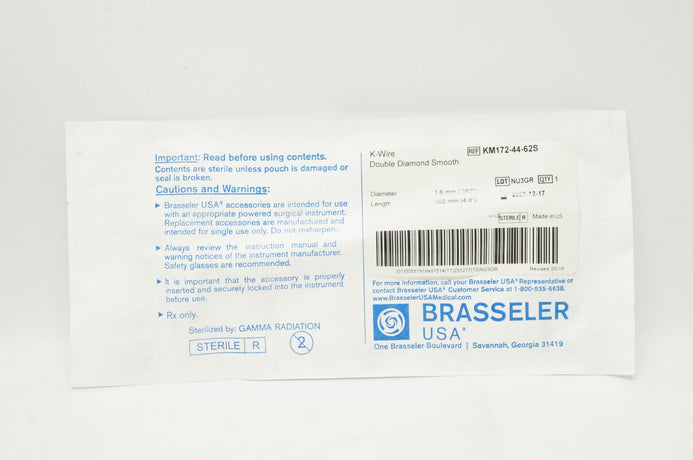 Important: Read before using contents.
Contents are sterile unless pouch is damaged or
seal is broken.
Cautions and Warnings:
Brasseler USA® accessories are intended for use
with an appropriate powered surgical instrument.
Replacement accessories are manufactured and
intended for single use only. Do not resharpen.
Always review the instruction manual and
warning notices of the instrument manufacturer.
Safety glasses are recommended.
It is important that the accessory is properly
inserted and securely locked into the instrument
before use.
Rx only.
Sterilized by: GAMMA RADIATION
STERILE R
2
K-Wire
Double Diamond Smooth
REF KM172-44-62S
LOT NU3GR QTY 1
Diameter 1.6 mm (.062")
Length 102 mm (4.0")
12-17
STERILE R Made in US
Revised 05/16
For more information, call your Brasseler USA® Representative or
contact Brasseler USA® Customer Service at 1-800-535-6638.
www.BrasselerUSAMedical.com
BRASSELER
USA®
One Brasseler Boulevard | Savannah, Georgia 31419